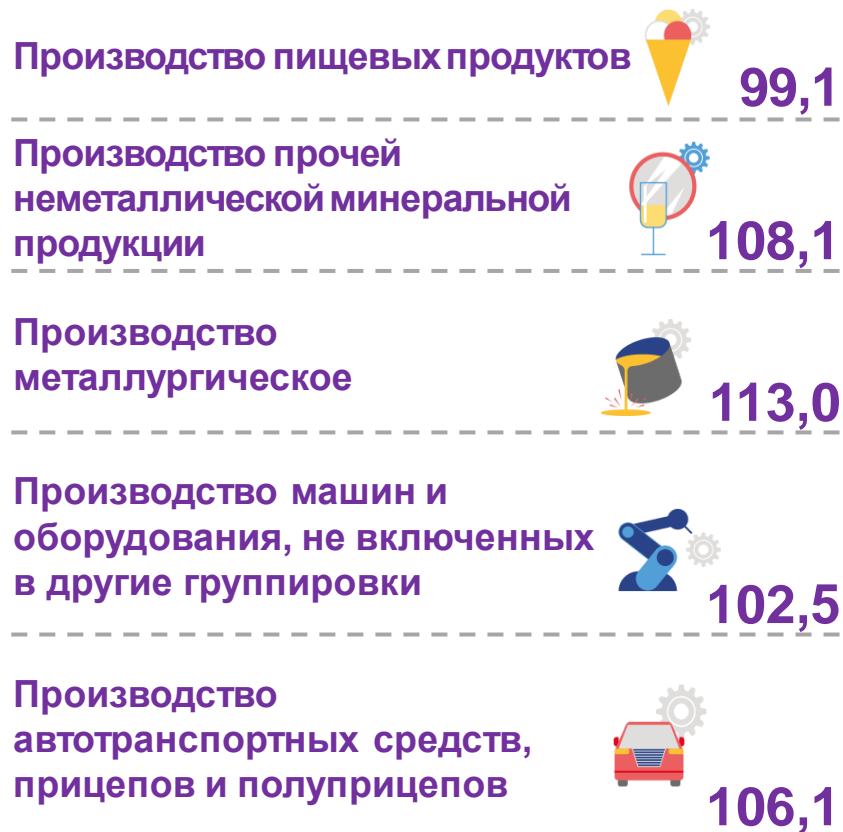 Производство пищевых продуктов
99,1
Производство прочей
неметаллической минеральной
продукции
108,1
Производство
металлургическое
113,0
Производство машин и
оборудования, не включенных
в другие группировки
102,5
Производство
автотранспортных средств,
прицепов и полуприцепов
106,1